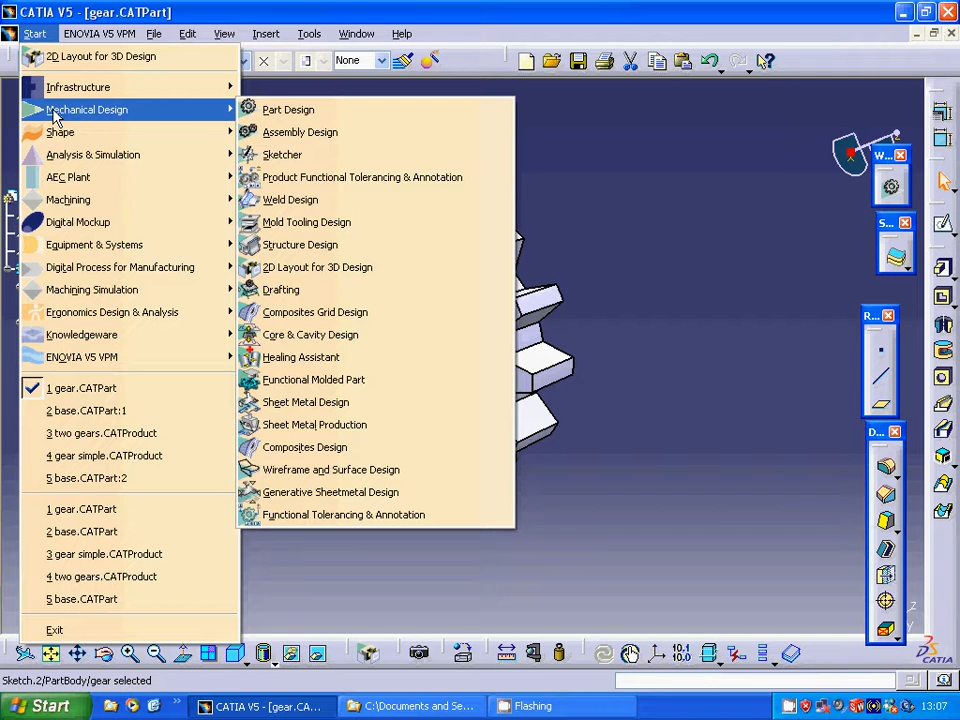 CATIA V5 - [gear.CATPart]
Start ENOVIA V5 VPM File Edit View Insert Tools Window Help
None
2D Layout for 3D Design
Infrastructure
Mechanical Design
Shape
Analysis & Simulation
AEC Plant
Machining
Digital Mockup
Equipment & Systems
Digital Process for Manufacturing
Machining Simulation
Ergonomics Design & Analysis
Knowledgeware
ENOVIA V5 VPM
1 gear.CATPart
2 base.CATPart:1
3 two gears.CATProduct
4 gear simple.CATProduct
5 base.CATPart:2
1 gear.CATPart
2 base.CATPart
3 gear simple.CATProduct
4 two gears.CATProduct
5 base.CATPart
Exit
Part Design
Assembly Design
Sketcher
Product Functional Tolerancing & Annotation
Weld Design
Mold Tooling Design
Structure Design
2D Layout for 3D Design
Drafting
Composites Grid Design
Core & Cavity Design
Healing Assistant
Functional Molded Part
Sheet Metal Design
Sheet Metal Production
Composites Design
Wireframe and Surface Design
Generative Sheetmetal Design
Functional Tolerancing & Annotation
W...
S...
R...
D...
Z
CATIA
Sketch.2/PartBody/gear selected
Start
CATIA V5 - [gear.CA...
C:\Documents and Se...
Flashing
13:07